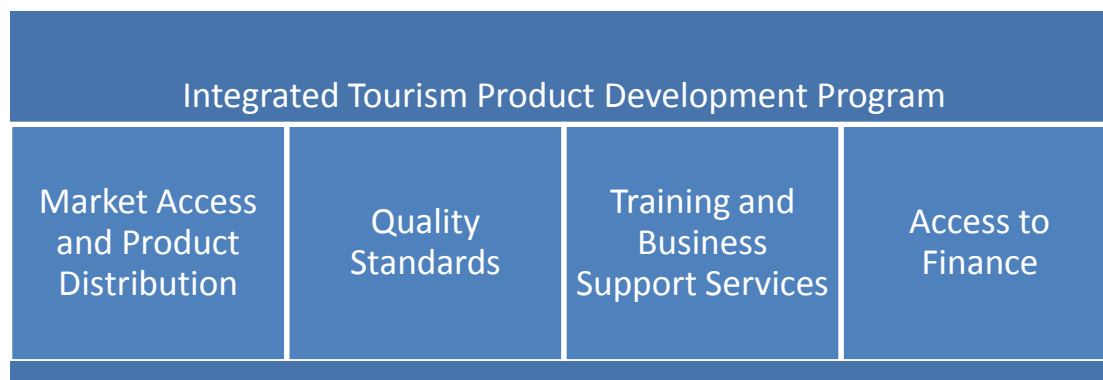 Integrated Tourism Product Development Program
Market Access
and Product
Distribution
Quality
Standards
Training and
Business
Support Services
Access to
Finance